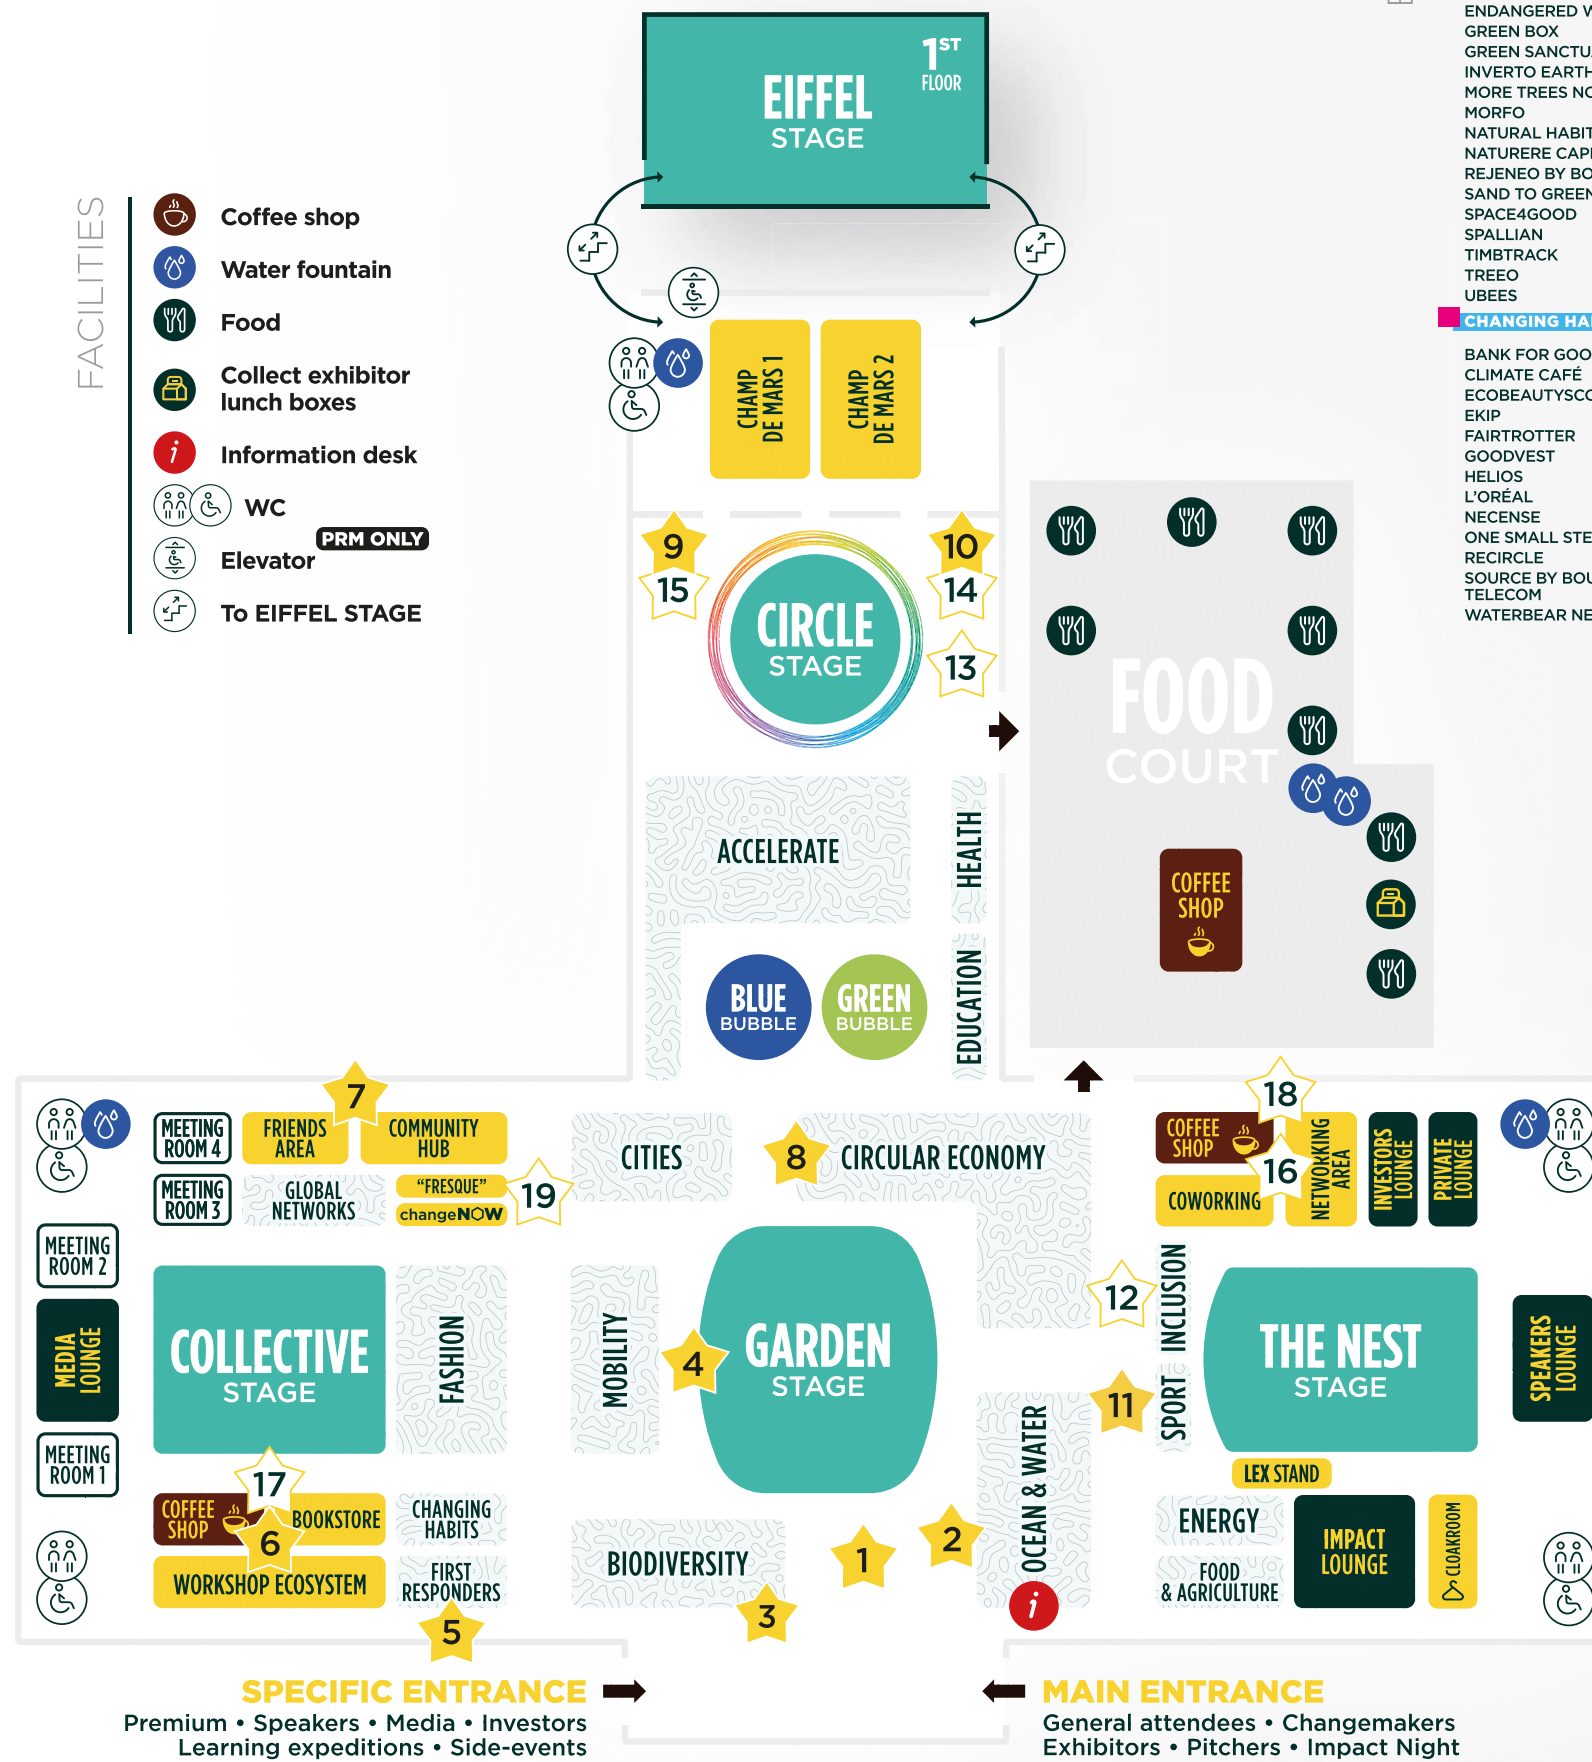 1ST
FLOOR
EIFFEL
STAGE
FACILITIES
Coffee shop
Water fountain
Food
Collect exhibitor
lunch boxes
i
Information desk
WC
PRM ONLY
Elevator
To EIFFEL STAGE
CHAMP
DE MARS 1
CHAMP
DE MARS 2
9
15
10
14
13
CIRCLE
STAGE
FOOD
COURT
COFFEE
SHOP
ACCELERATE
HEALTH
EDUCATION
BLUE
BUBBLE
GREEN
BUBBLE
7
MEETING
ROOM 4
FRIENDS
AREA
COMMUNITY
HUB
MEETING
ROOM 3
GLOBAL
NETWORKS
"FRESQUE"
changeNOW
19
MEETING
ROOM 2
MEDIA
LOUNGE
MEETING
ROOM 1
COLLECTIVE
STAGE
FASHION
17
COFFEE
SHOP
6
BOOKSTORE
WORKSHOP ECOSYSTEM
CHANGING
HABITS
FIRST
RESPONDERS
5
CITIES
8
CIRCULAR ECONOMY
MOBILITY
4
GARDEN
STAGE
BIODIVERSITY
3
1
2
OCEAN & WATER
i
12
11
18
COFFEE
SHOP
16
COWORKING
NETWORKING
AREA
INVESTORS
LOUNGE
PRIVATE
LOUNGE
INCLUSION
SPORT
THE NEST
STAGE
SPEAKERS
LOUNGE
LEX STAND
ENERGY
FOOD
& AGRICULTURE
IMPACT
LOUNGE
CLOAKROOM
SPECIFIC ENTRANCE
Premium • Speakers • Media • Investors
Learning expeditions • Side-events
MAIN ENTRANCE
General attendees • Changemakers
Exhibitors • Pitchers • Impact Night
ENDANGERED W
GREEN BOX
GREEN SANCTU
INVERTO EARTH
MORE TREES NO
MORFO
NATURAL HABIT
NATURERE CAPI
REJENEO BY BO
SAND TO GREEN
SPACE4GOOD
SPALLIAN
TIMBTRACK
TREEO
UBEES
CHANGING HA
BANK FOR GOO
CLIMATE CAFÉ
ECOBEAUTYSCO
EKIP
FAIRTROTTER
GOODVEST
HELIOS
L'ORÉAL
NECENSE
ONE SMALL STE
RECIRCLE
SOURCE BY BOU
TELECOM
WATERBEAR NE